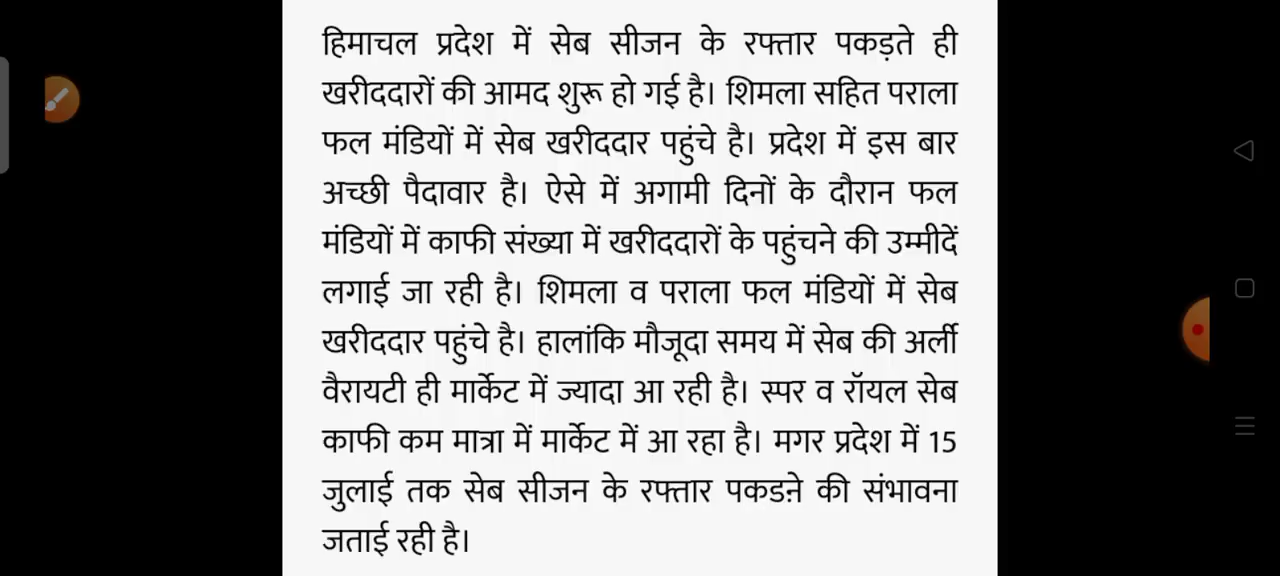 हिमाचल प्रदेश में सेब सीजन के रफ्तार पकड़ते ही
खरीददारों की आमद शुरू हो गई है। शिमला सहित पराला
फल मंडियों में सेब खरीददार पहुंचे है। प्रदेश में इस बार
अच्छी पैदावार है। ऐसे में अगामी दिनों के दौरान फल
मंडियों में काफी संख्या में खरीददारों के पहुंचने की उम्मीदें
लगाई जा रही है। शिमला व पराला फल मंडियों में सेब
खरीददार पहुंचे है। हालांकि मौजूदा समय में सेब की अर्ली
वैरायटी ही मार्केट में ज्यादा आ रही है। स्पर व रॉयल सेब
काफी कम मात्रा में मार्केट में आ रहा है। मगर प्रदेश में 15
जुलाई तक सेब सीजन के रफ्तार पकडऩे की संभावना
जताई रही है।